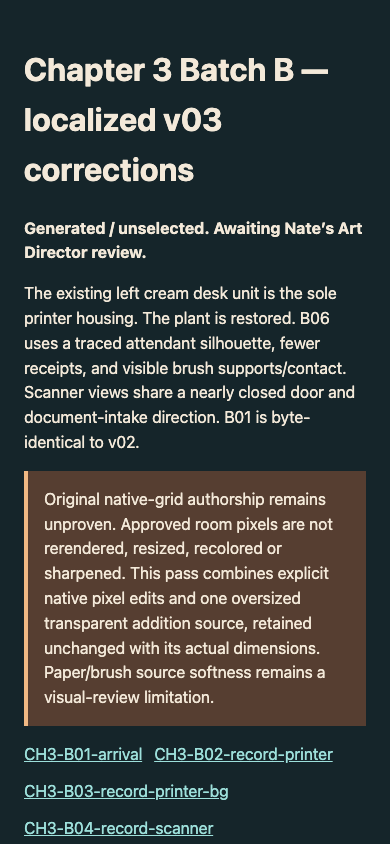 Chapter 3 Batch B —
localized v03
corrections
Generated / unselected. Awaiting Nate’s Art
Director review.
The existing left cream desk unit is the sole
printer housing. The plant is restored. B06
uses a traced attendant silhouette, fewer
receipts, and visible brush supports/contact.
Scanner views share a nearly closed door and
document-intake direction. B01 is byte-
identical to v02.
Original native-grid authorship remains
unproven. Approved room pixels are not
rerendered, resized, recolored or
sharpened. This pass combines explicit
native pixel edits and one oversized
transparent addition source, retained
unchanged with its actual dimensions.
Paper/brush source softness remains a
visual-review limitation.
CH3-B01-arrival CH3-B02-record-printer
CH3-B03-record-printer-bg
CH3-B04-record-scanner